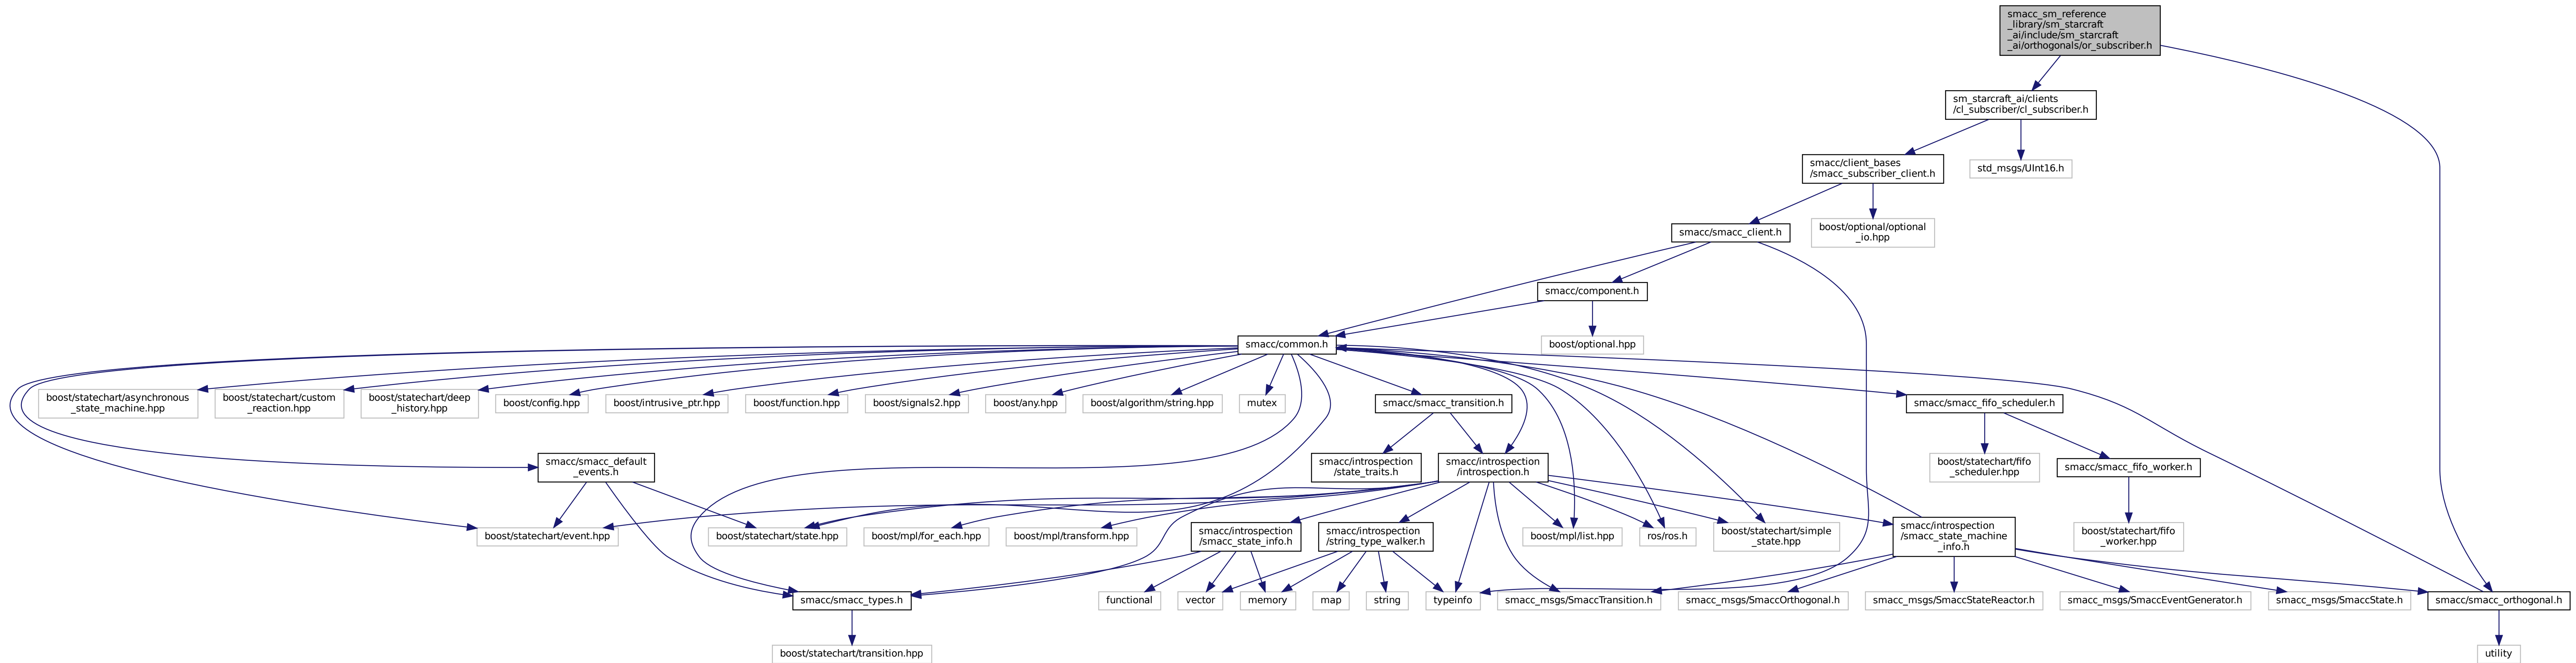 smacc_sm_reference
_library/sm_starcraft
_ai/include/sm_starcraft
_ai/orthogonals/or_subscriber.h
sm_starcraft_ai/clients
/cl_subscriber/cl_subscriber.h
smacc/client_bases
/smacc_subscriber_client.h
std_msgs/UInt16.h
smacc/smacc_client.h
boost/optional/optional
_io.hpp
smacc/component.h
smacc/common.h
boost/optional.hpp
boost/statechart/asynchronous
_state_machine.hpp
boost/statechart/custom
_reaction.hpp
boost/statechart/deep
_history.hpp
boost/config.hpp
boost/intrusive_ptr.hpp
boost/function.hpp
boost/signals2.hpp
boost/any.hpp
boost/algorithm/string.hpp
mutex
smacc/smacc_transition.h
smacc/smacc_fifo_scheduler.h
smacc/smacc_default
_events.h
smacc/introspection
/state_traits.h
smacc/introspection
/introspection.h
boost/statechart/fifo
_scheduler.hpp
smacc/smacc_fifo_worker.h
boost/statechart/event.hpp
boost/statechart/state.hpp
boost/mpl/for_each.hpp
boost/mpl/transform.hpp
smacc/introspection
/smacc_state_info.h
smacc/introspection
/string_type_walker.h
boost/mpl/list.hpp
ros/ros.h
boost/statechart/simple
_state.hpp
smacc/introspection
/smacc_state_machine
_info.h
boost/statechart/fifo
_worker.hpp
smacc/smacc_types.h
functional
vector
memory
map
string
typeinfo
smacc_msgs/SmaccTransition.h
smacc_msgs/SmaccOrthogonal.h
smacc_msgs/SmaccStateReactor.h
smacc_msgs/SmaccEventGenerator.h
smacc_msgs/SmaccState.h
smacc/smacc_orthogonal.h
boost/statechart/transition.hpp
utility